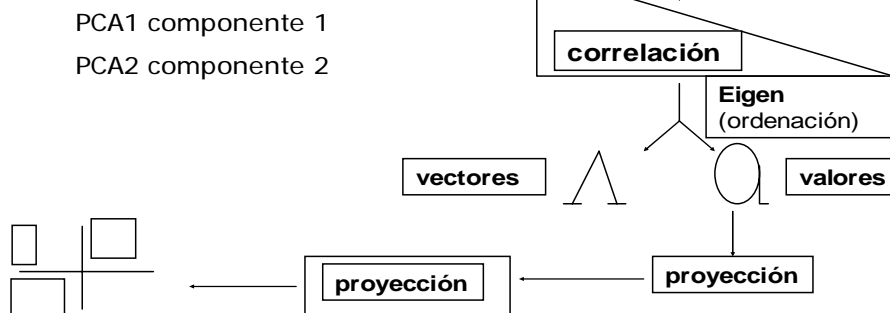 PCA1 componente 1
PCA2 componente 2
correlación
Eigen
(ordenación)
vectores
valores
proyección
proyección